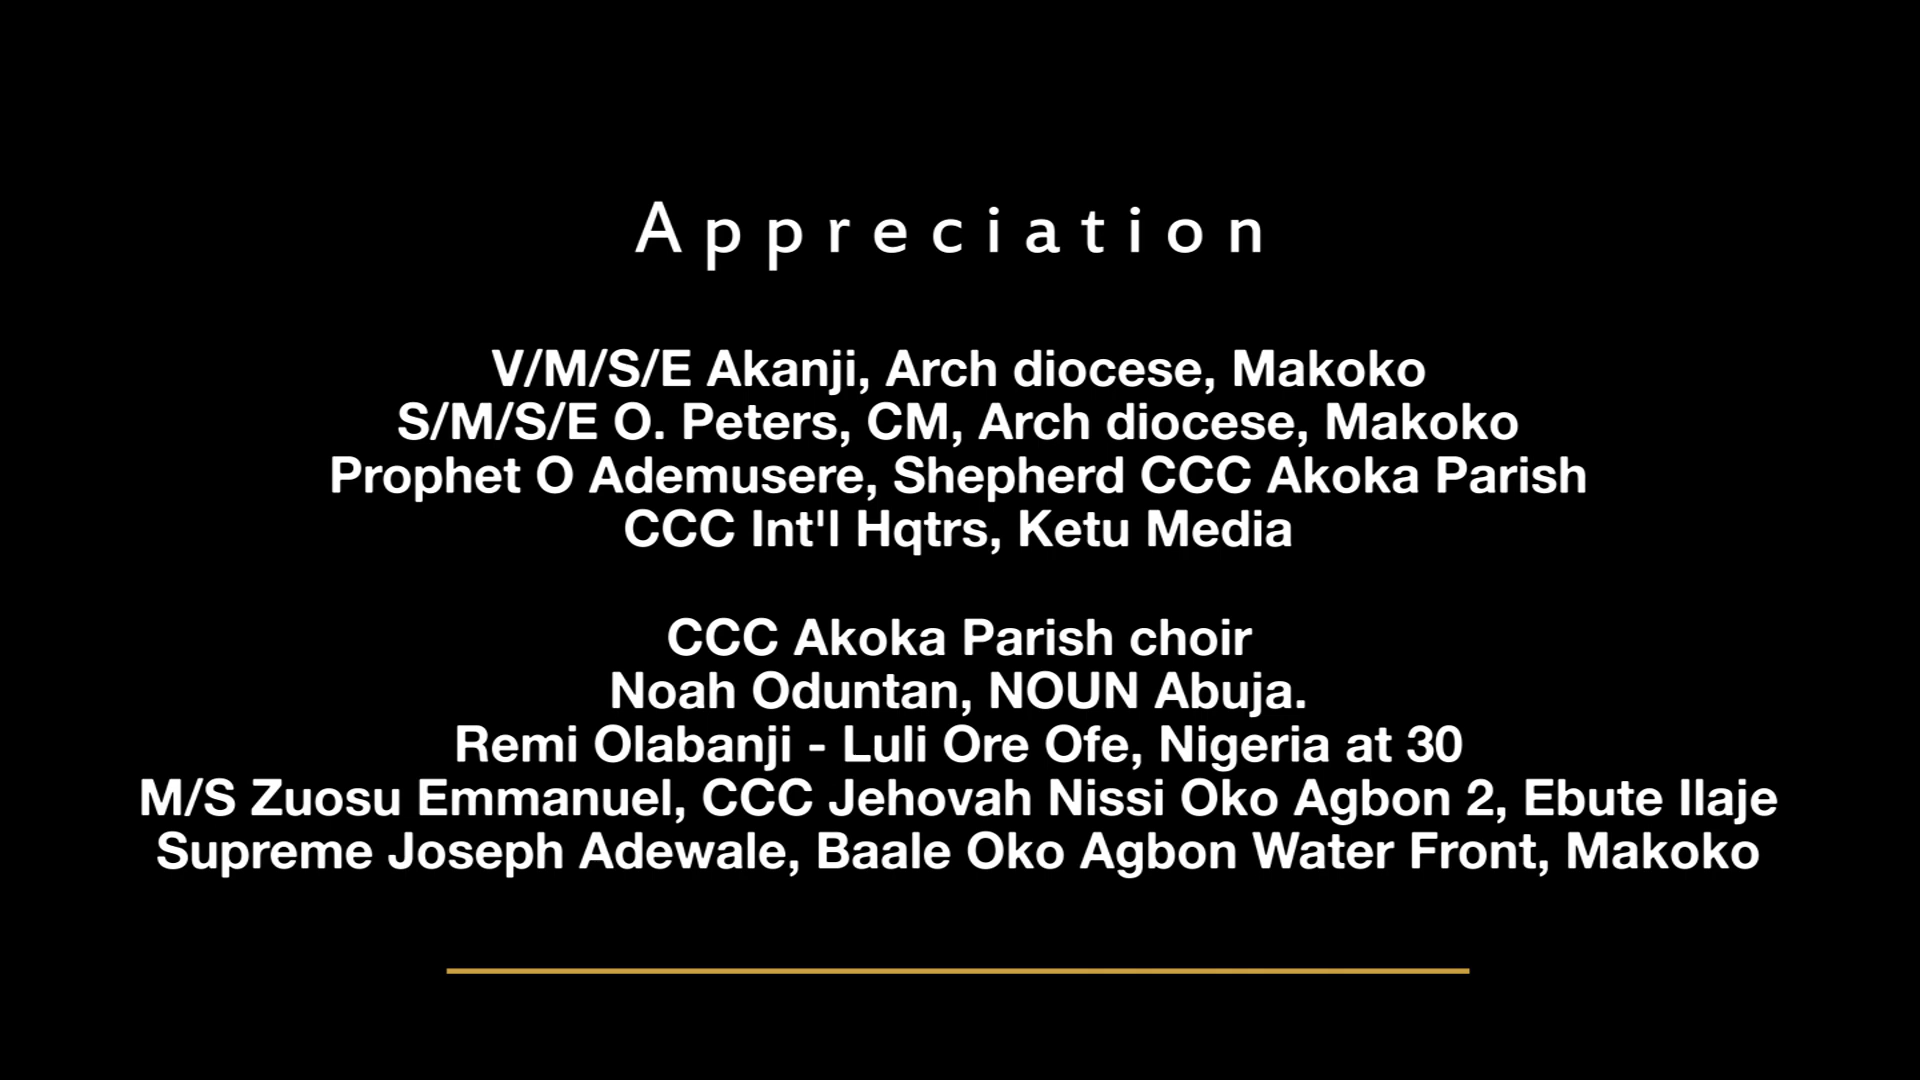 Appreciation
V/M/S/E Akanji, Arch diocese, Makoko
S/M/S/E O. Peters, CM, Arch diocese, Makoko
Prophet O Ademusere, Shepherd CCC Akoka Parish
CCC Int'l Hqtrs, Ketu Media
CCC Akoka Parish choir
Noah Oduntan, NOUN Abuja.
Remi Olabanji - Luli Ore Ofe, Nigeria at 30
M/S Zuosu Emmanuel, CCC Jehovah Nissi Oko Agbon 2, Ebute Ilaje
Supreme Joseph Adewale, Baale Oko Agbon Water Front, Makoko